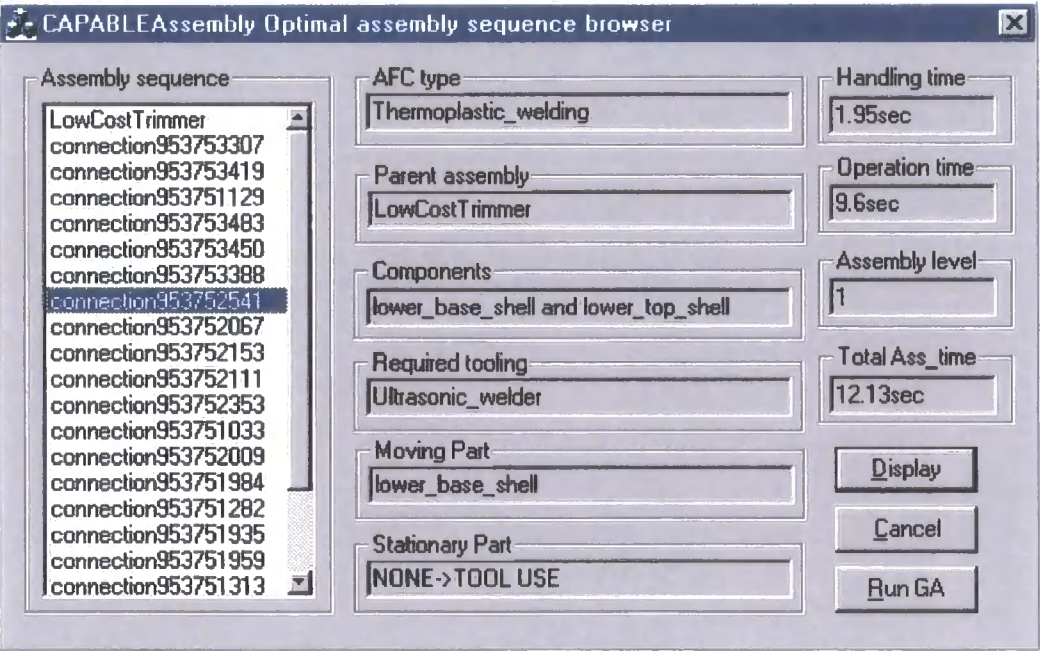 CAPABLEAssembly Optimal assembly sequence browser
Assembly sequence
LowCostTrimmer
connection953753307
connection953753419
connection953751129
connection953753483
connection953753450
connection953753388
connection953752541
connection953752067
connection953752153
connection953752111
connection953752353
connection953751033
connection953752009
connection953751984
connection953751282
connection953751935
connection953751959
connection953751313
AFC type
Thermoplastic_welding
Parent assembly
LowCostTrimmer
Components
lower_base_shell and lower_top_shell
Required tooling
Ultrasonic_welder
Moving Part
lower_base_shell
Stationary Part
NONE->TOOL USE
Handling time
1.95sec
Operation time
9.6sec
Assembly level
1
Total Ass_time
12.13sec
Display
Cancel
Run GA